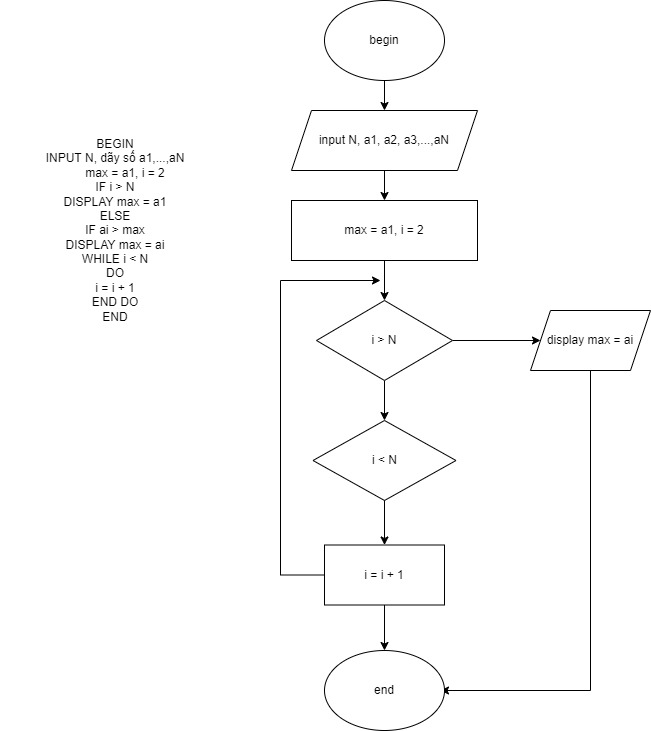 BEGIN
INPUT N, dãy số a1,...,aN
max = a1, i = 2
IF i > N
DISPLAY max = a1
ELSE
IF ai > max
DISPLAY max = ai
WHILE i < N
DO
i = i + 1
END DO
END
begin
input N, a1, a2, a3,...,aN
max = a1, i = 2
i > N
display max = ai
i < N
i = i + 1
end